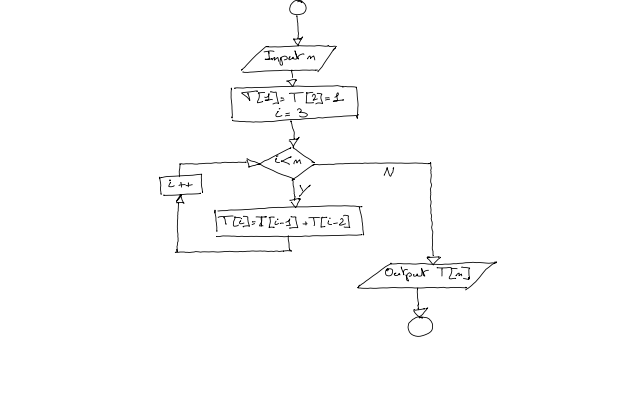 Input n
T[1]= T[2]=1
i=3
i<n
N
i++
Y
T[i]=T[i-1] +T[i-2]
Output T[n]